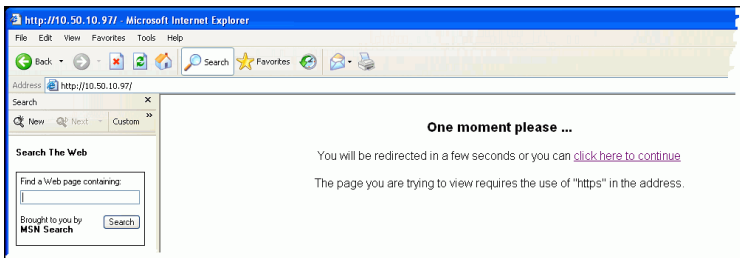 http://10.50.10.97/ - Microsoft Internet Explorer
File Edit View Favorites Tools Help
Back Search Favorites
Address http://10.50.10.97/
Search ×
New Next Custom »
Search The Web
Find a Web page containing:
Brought to you by
MSN Search
Search
One moment please ...
You will be redirected in a few seconds or you can click here to continue
The page you are trying to view requires the use of "https" in the address.